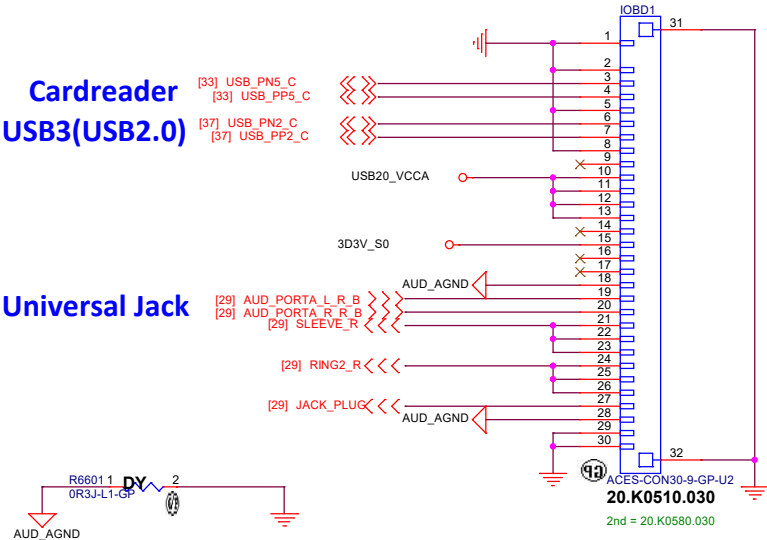 IOBD1
31
1
2
Cardreader
[33] USB_PN5_C
3
[33] USB_PP5_C
4
5
USB3(USB2.0)
[37] USB_PN2_C
6
[37] USB_PP2_C
7
8
9
USB20_VCCA
10
11
12
13
14
3D3V_S0
15
16
17
AUD_AGND
18
Universal Jack
[29] AUD_PORTA_L_R_B
19
[29] AUD_PORTA_R_R_B
20
[29] SLEEVE_R
21
22
23
[29] RING2_R
24
25
26
[29] JACK_PLUG
27
AUD_AGND
28
29
30
32
GP
ACES-CON30-9-GP-U2
20.K0510.030
2nd = 20.K0580.030
R6601 1 DY 2
0R3J-L1-GP
AUD_AGND